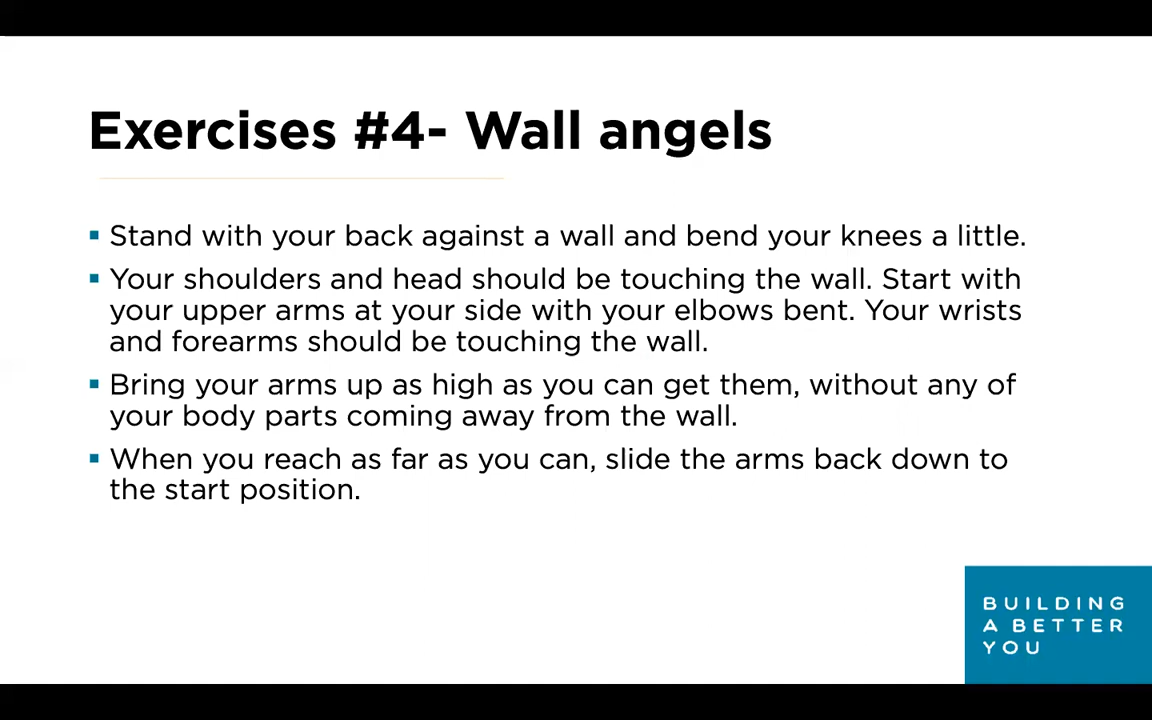 Exercises #4- Wall angels
▪ Stand with your back against a wall and bend your knees a little.
▪ Your shoulders and head should be touching the wall. Start with
your upper arms at your side with your elbows bent. Your wrists
and forearms should be touching the wall.
▪ Bring your arms up as high as you can get them, without any of
your body parts coming away from the wall.
▪ When you reach as far as you can, slide the arms back down to
the start position.
BUILDING
A BETTER
YOU